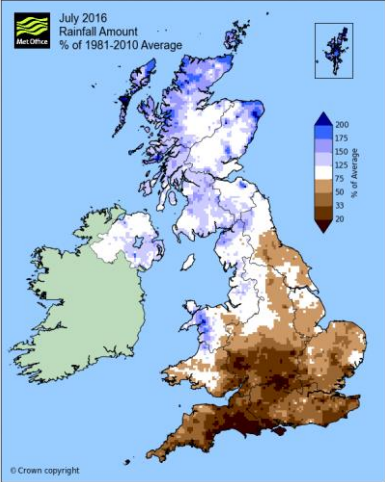 Met Office
July 2016
Rainfall Amount
% of 1981-2010 Average
200
175
150
125
75
50
33
20
% of Average
© Crown copyright